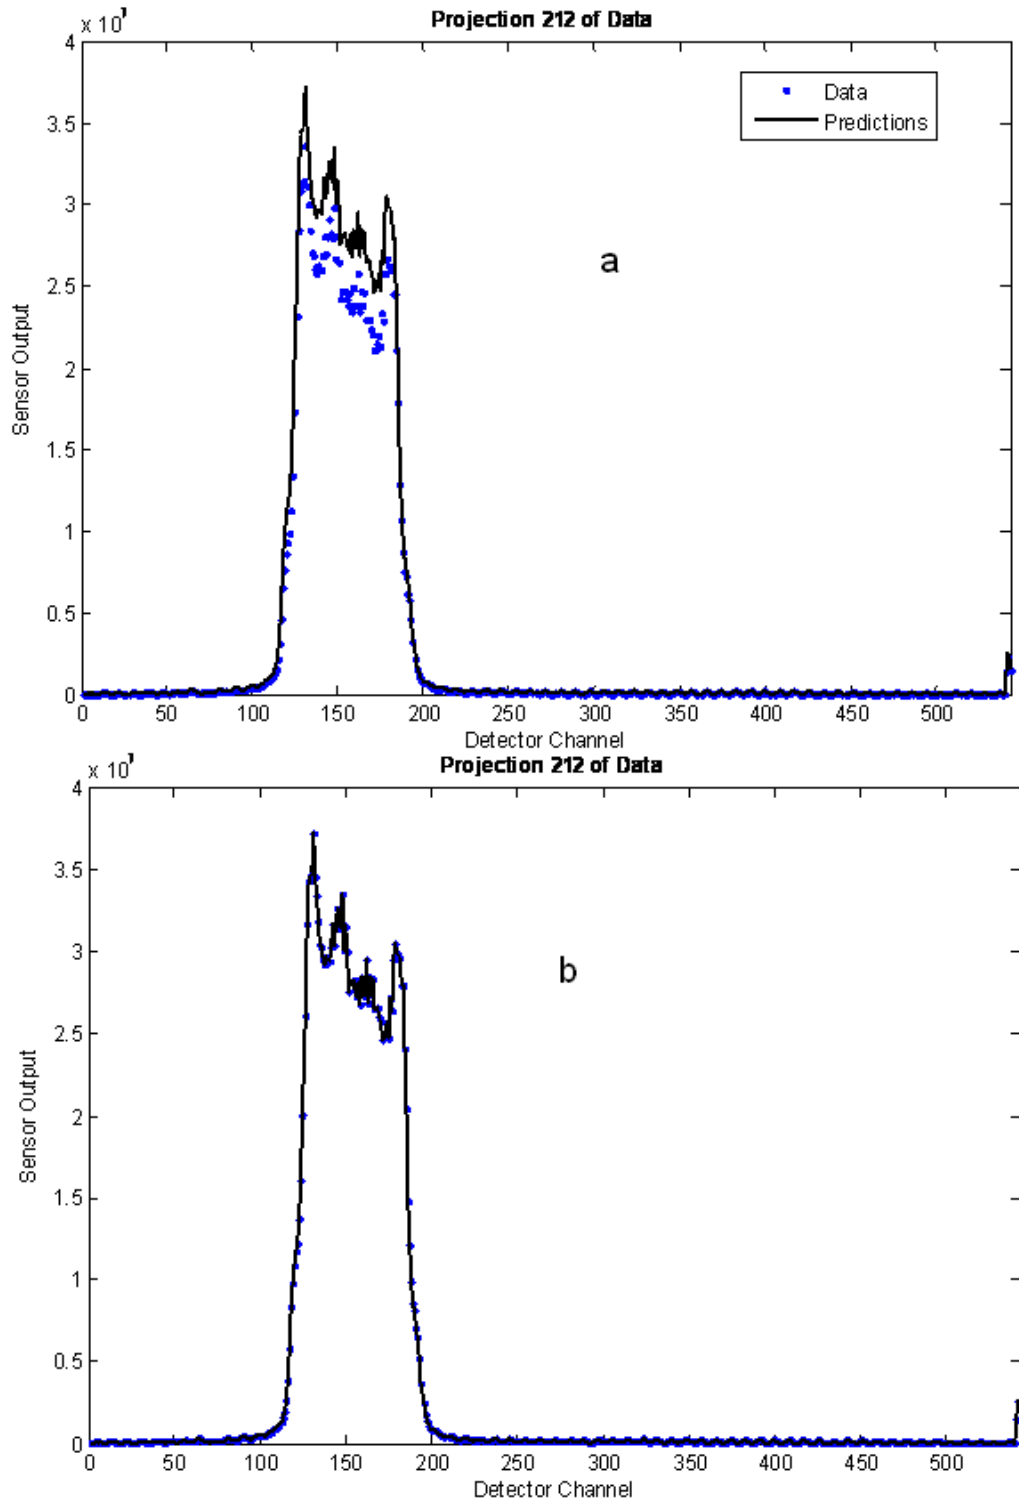 Projection 212 of Data
x 10⁷
4
3.5
3
2.5
2
1.5
1
0.5
0
Sensor Output
Data
Predictions
a
0 50 100 150 200 250 300 350 400 450 500
Detector Channel
Projection 212 of Data
x 10⁷
4
3.5
3
2.5
2
1.5
1
0.5
0
Sensor Output
b
0 50 100 150 200 250 300 350 400 450 500
Detector Channel